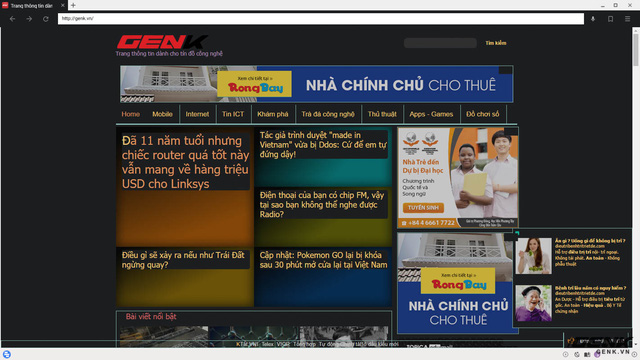 Trang thông tin dàn
http://genk.vn/
GENK
Trang thông tin dành cho tín đồ công nghệ
Tìm kiếm
Xem chi tiết tại
RongBay
NHÀ CHÍNH CHỦ CHO THUÊ
Home Mobile Internet Tin ICT Khám phá Trà đá công nghệ Thủ thuật Apps - Games Đồ chơi số
Đã 11 năm tuổi nhưng
chiếc router quá tốt này
vẫn mang về hàng triệu
USD cho Linksys
Tác giả trình duyệt "made in
Vietnam" vừa bị Ddos: Cứ để em tự
đứng dậy!
Điện thoại của bạn có chip FM, vậy
tại sao bạn không thể nghe được
Radio?
Điều gì sẽ xảy ra nếu như Trái Đất
ngừng quay?
Cập nhật: Pokemon GO lại bị khóa
sau 30 phút mở cửa lại tại Việt Nam
Nhà Trẻ đến
Dự bị Đại học
Chương trình
Quốc tế và
Song ngữ
TUYỂN SINH
+84 4 6661 7722
Xem chi tiết tại
RongBay
NHÀ CHÍNH CHỦ
CHO THUÊ
Ăn gì ? Uống gì để không bị trĩ ?
dieutribenhtrinetde.com
Hỗ trợ điều trị trĩ nội- trĩ ngoại.
Không tái phát, An toàn - Không
phẫu thuật
Bệnh trĩ lâu năm có nguy hiểm ?
dieutribenhtrinetde.com
An Dược - Hỗ trợ điều trị tiêu trĩ từ
gốc. An toàn - Hiệu quả - Bộ Y Tế
chứng nhận
Bài viết nổi bật
GENK.VN